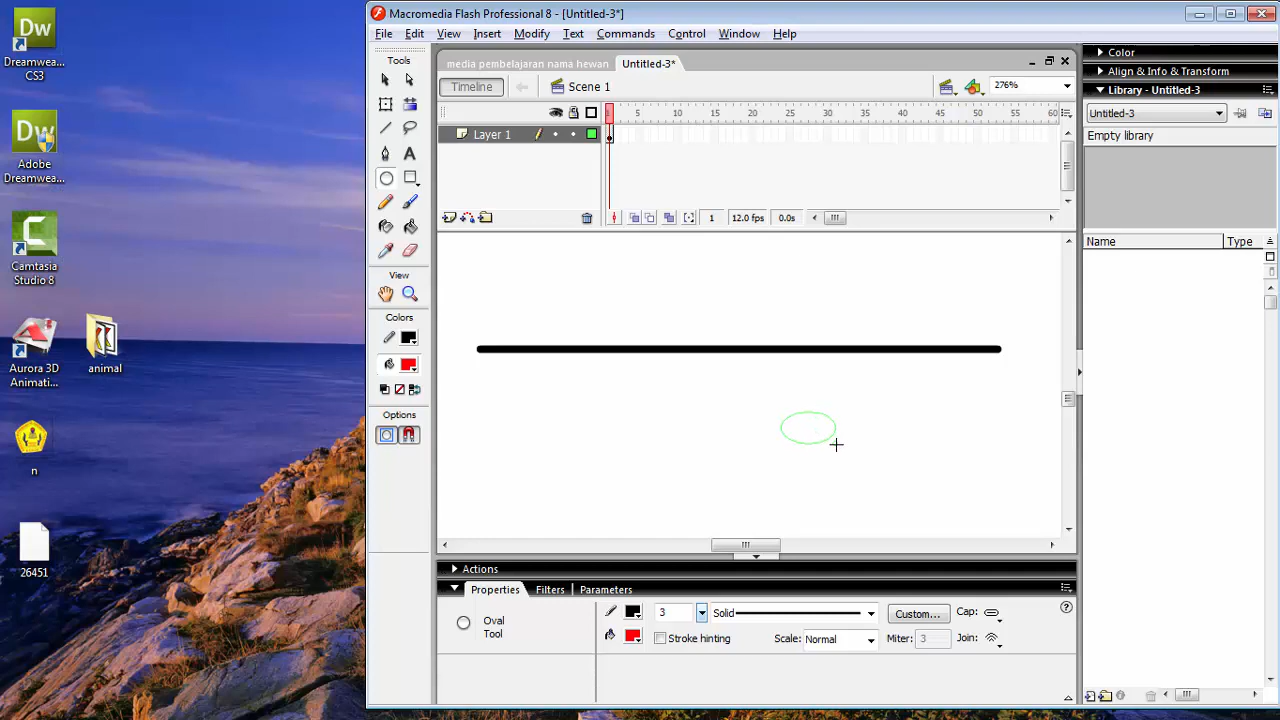 Dw
Dreamwea...
CS3
Dw
Adobe
Dreamwea...
Camtasia
Studio 8
Aurora 3D
Animati...
animal
n
26451
Macromedia Flash Professional 8 - [Untitled-3*]
File Edit View Insert Modify Text Commands Control Window Help
Tools
View
Colors
Options
media pembelajaran nama hewan Untitled-3*
Timeline Scene 1 276%
1 5 10 15 20 25 30 35 40 45 50 55 60
Layer 1
1 12.0 fps 0.0s
Actions
Properties Filters Parameters
Oval
Tool
3 Solid Custom... Cap:
Stroke hinting Scale: Normal Miter: 3 Join:
Color
Align & Info & Transform
Library - Untitled-3
Untitled-3
Empty library
Name Type